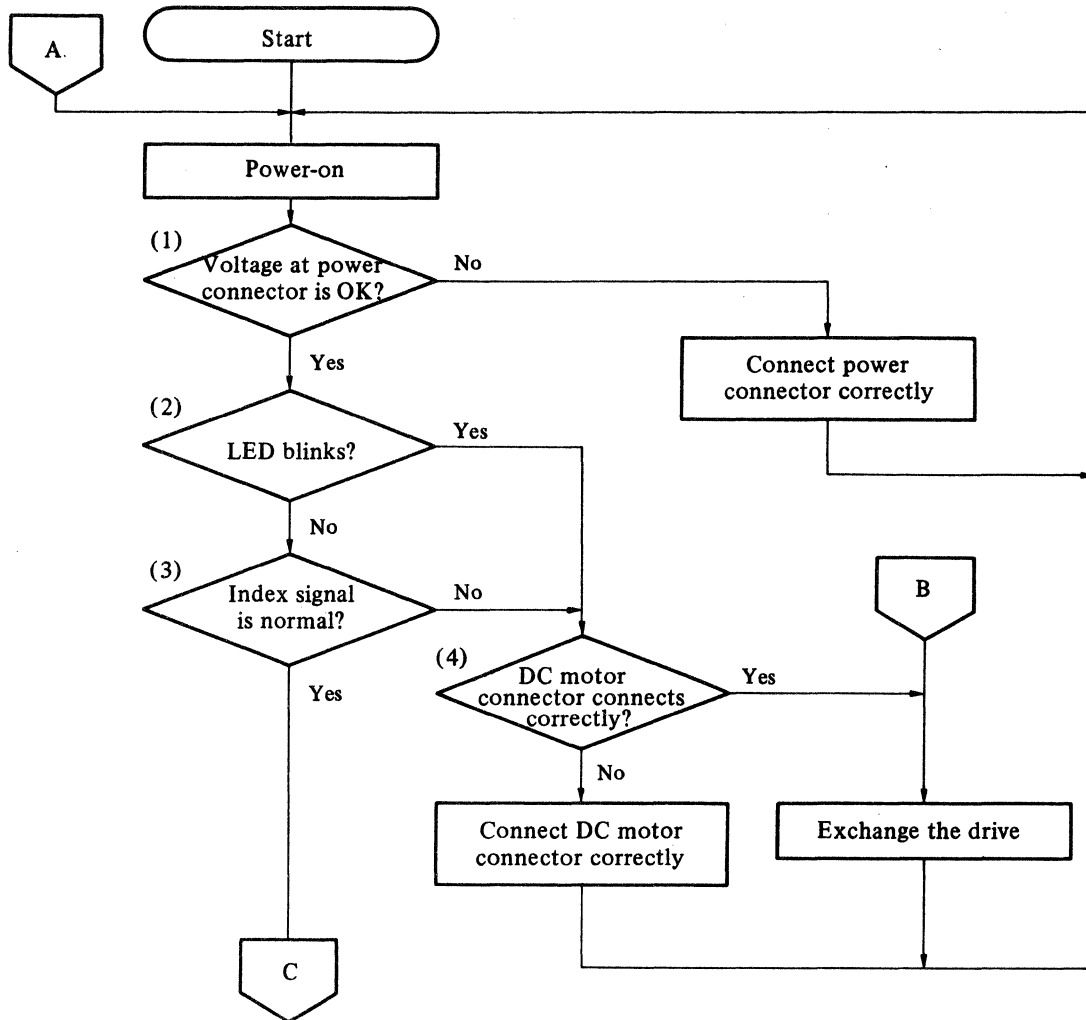 A
Start
Power-on
(1)
Voltage at power
connector is OK?
No
Yes
Connect power
connector correctly
(2)
LED blinks?
Yes
No
(3)
Index signal
is normal?
No
Yes
B
(4)
DC motor
connector connects
correctly?
Yes
No
Connect DC motor
connector correctly
Exchange the drive
C